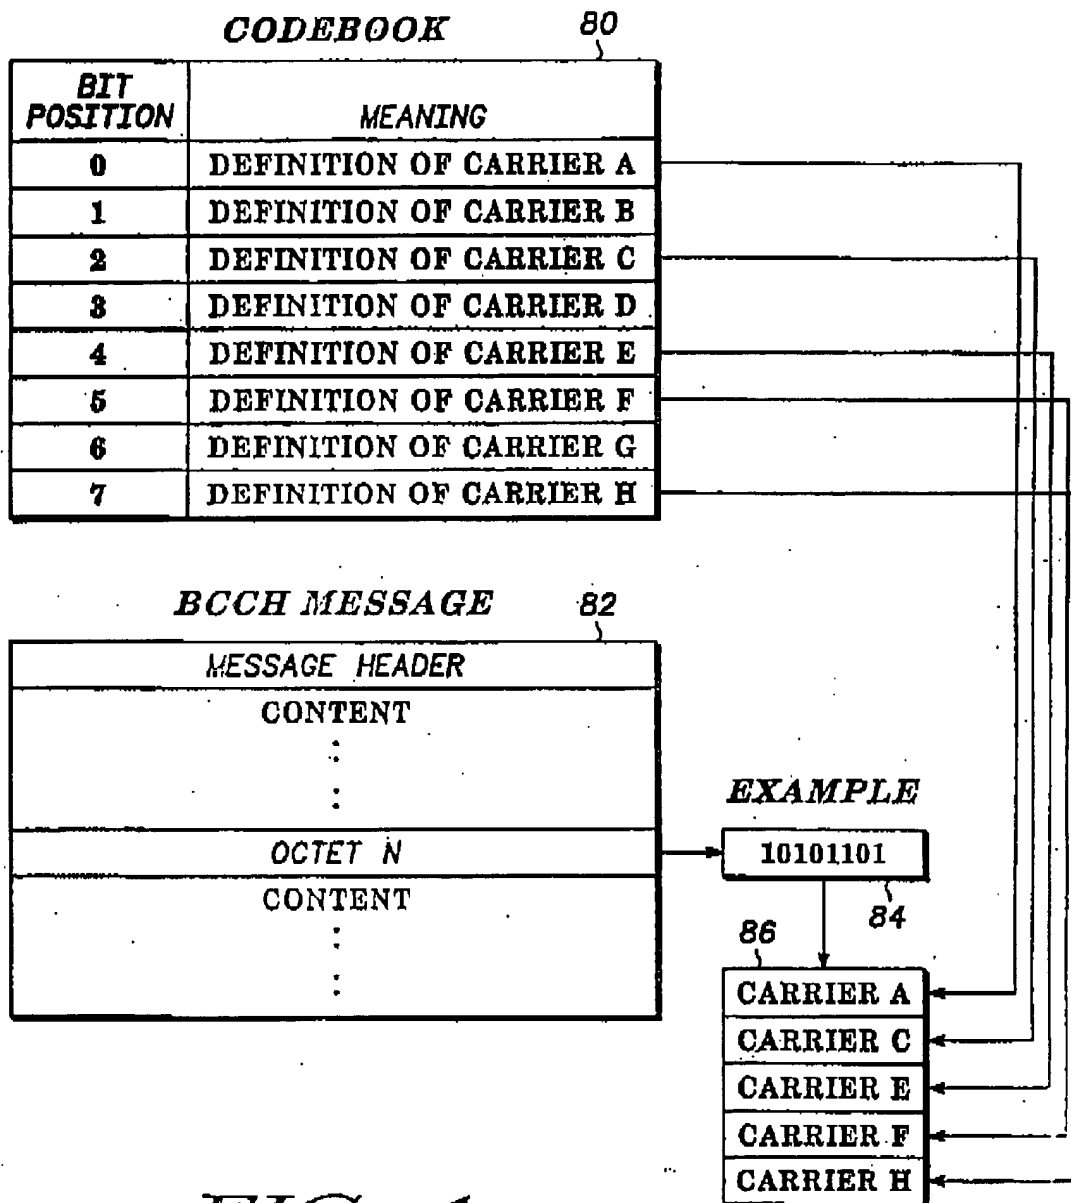 CODEBOOK 80
BIT POSITION MEANING
0 DEFINITION OF CARRIER A
1 DEFINITION OF CARRIER B
2 DEFINITION OF CARRIER C
3 DEFINITION OF CARRIER D
4 DEFINITION OF CARRIER E
5 DEFINITION OF CARRIER F
6 DEFINITION OF CARRIER G
7 DEFINITION OF CARRIER H
BCCH MESSAGE 82
MESSAGE HEADER
CONTENT
OCTET N
CONTENT
EXAMPLE
10101101
84
86
CARRIER A
CARRIER C
CARRIER E
CARRIER F
CARRIER H